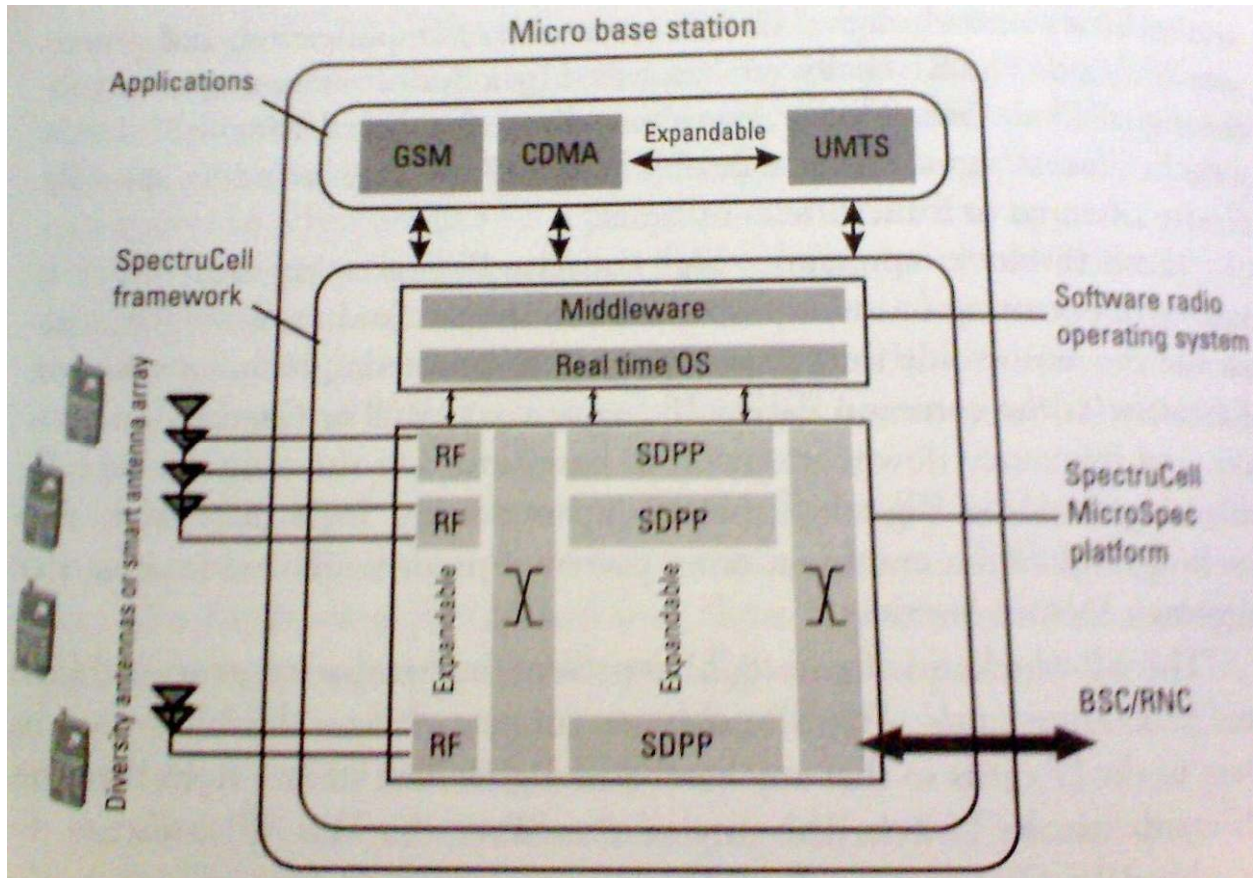 Micro base station
Applications
GSM
CDMA
Expandable
UMTS
SpectruCell
framework
Middleware
Real time OS
Software radio
operating system
Diversity antennas or smart antenna array
RF
SDPP
RF
SDPP
Expandable
Expandable
SpectruCell
MicroSpec
platform
RF
SDPP
BSC/RNC